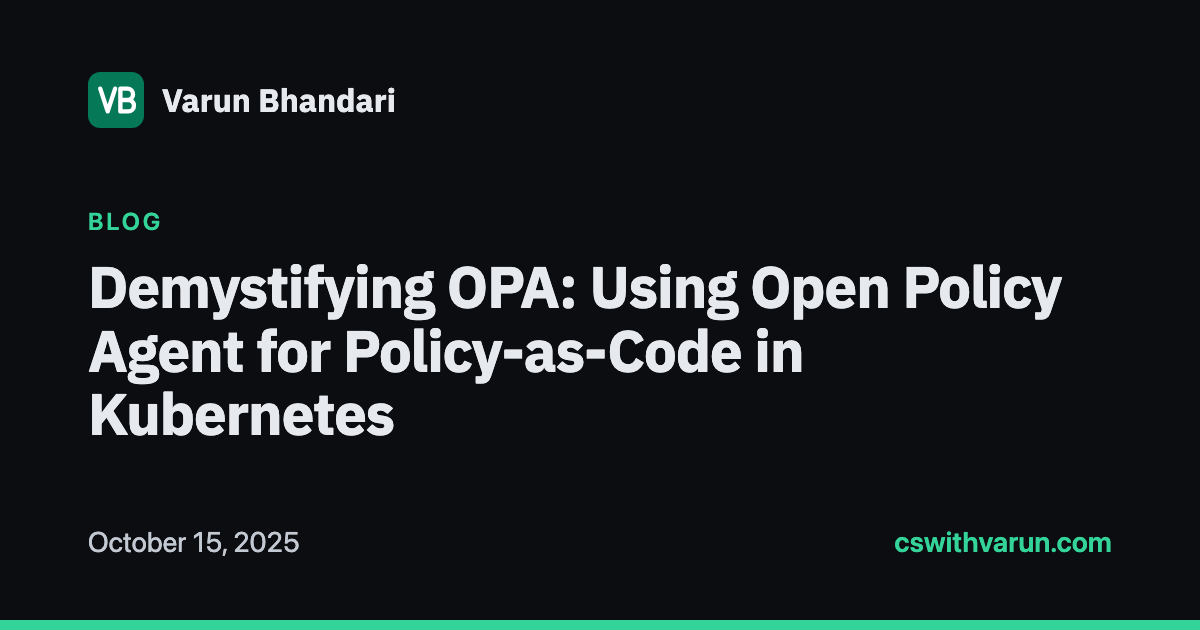 VB
Varun Bhandari
BLOG
Demystifying OPA: Using Open Policy
Agent for Policy-as-Code in
Kubernetes
October 15, 2025
cswithvarun.com